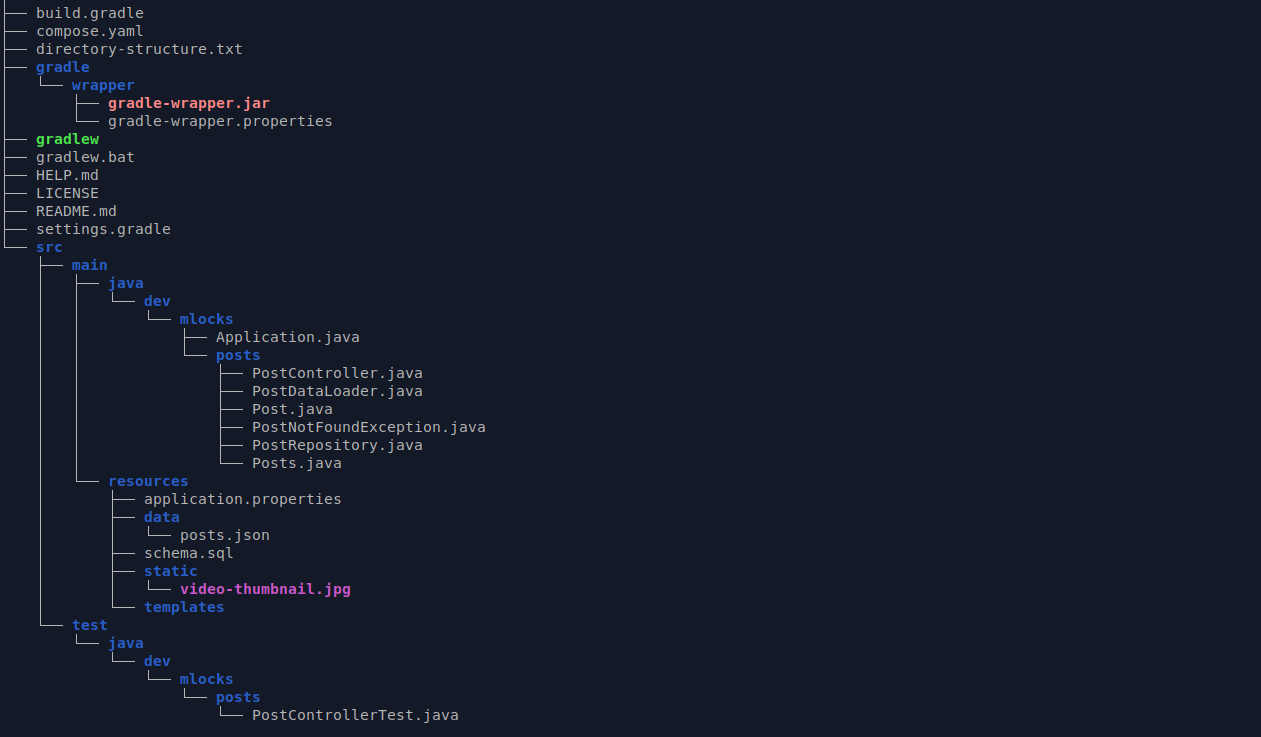 ├── build.gradle
├── compose.yaml
├── directory-structure.txt
├── gradle
│   └── wrapper
│       ├── gradle-wrapper.jar
│       └── gradle-wrapper.properties
├── gradlew
├── gradlew.bat
├── HELP.md
├── LICENSE
├── README.md
├── settings.gradle
└── src
    ├── main
    │   ├── java
    │   │   └── dev
    │   │       └── mlocks
    │   │           ├── Application.java
    │   │           └── posts
    │   │               ├── PostController.java
    │   │               ├── PostDataLoader.java
    │   │               ├── Post.java
    │   │               ├── PostNotFoundException.java
    │   │               ├── PostRepository.java
    │   │               └── Posts.java
    │   └── resources
    │       ├── application.properties
    │       ├── data
    │       │   └── posts.json
    │       ├── schema.sql
    │       ├── static
    │       │   └── video-thumbnail.jpg
    │       └── templates
    └── test
        └── java
            └── dev
                └── mlocks
                    └── posts
                        └── PostControllerTest.java